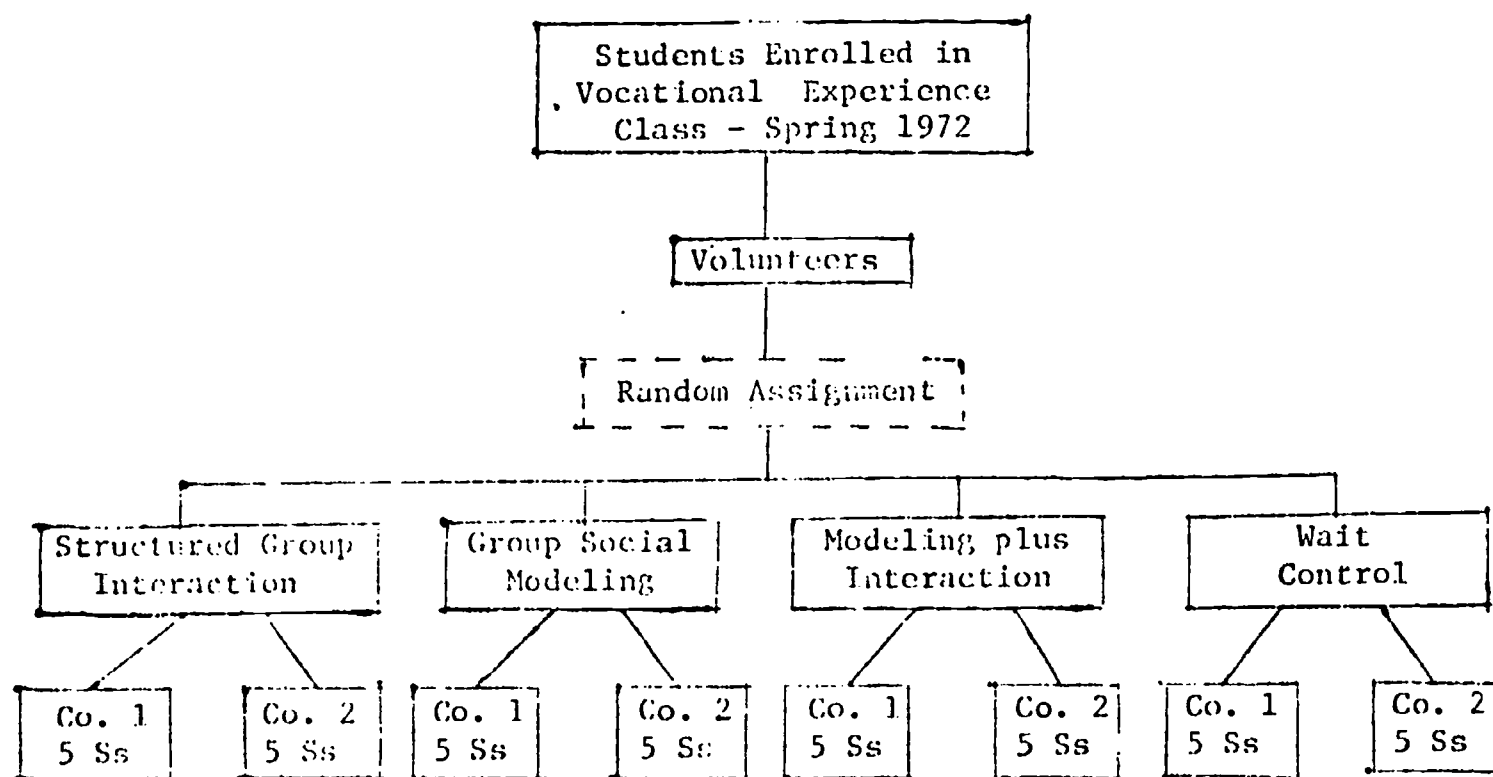 Students Enrolled in
Vocational Experience
Class - Spring 1972
Volunteers
Random Assignment
Structured Group
Interaction
Group Social
Modeling
Modeling plus
Interaction
Wait
Control
Co. 1
5 Ss
Co. 2
5 Ss
Co. 1
5 Ss
Co. 2
5 Ss
Co. 1
5 Ss
Co. 2
5 Ss
Co. 1
5 Ss
Co. 2
5 Ss